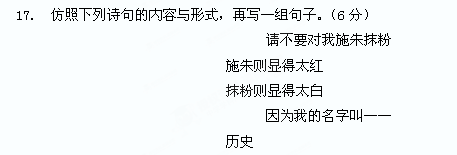 17. 仿照下列诗句的内容与形式，再写一组句子。(6分)
请不要对我施朱抹粉
施朱则显得太红
抹粉则显得太白
因为我的名字叫——
历史